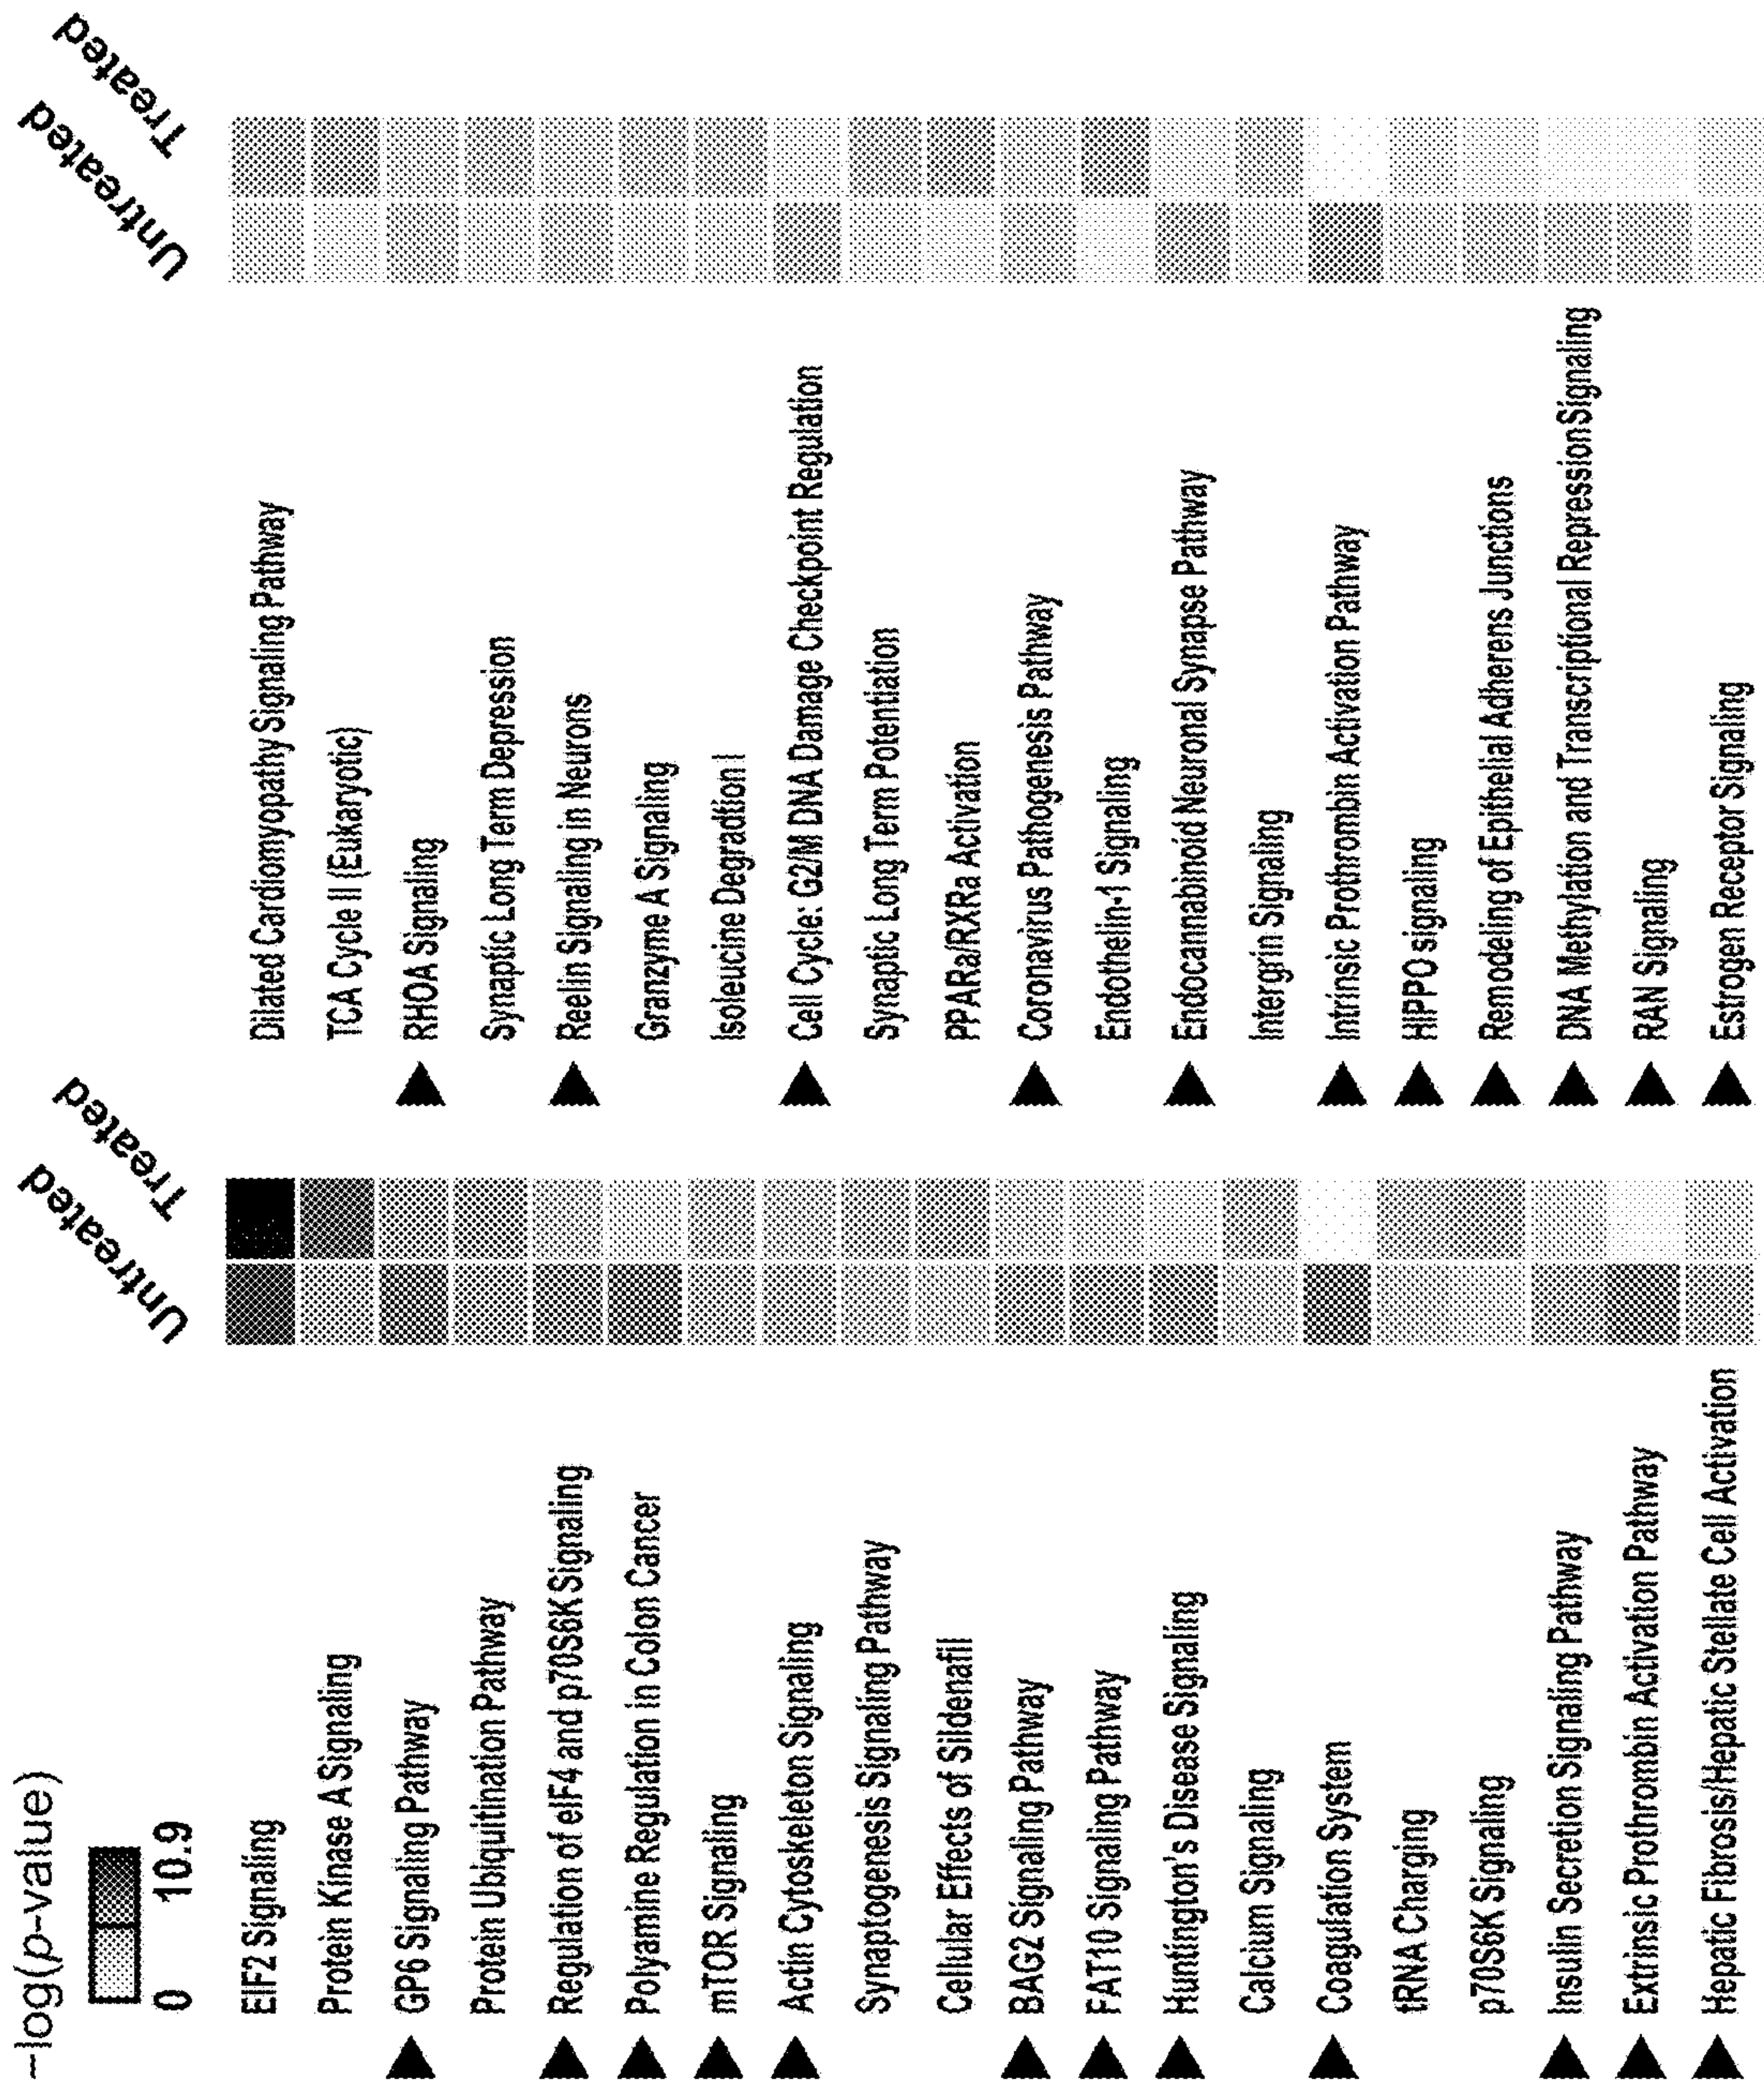 −log(p-value)
0 10.9
Untreated
Treated
EIF2 Signaling
Protein Kinase A Signaling
GP6 Signaling Pathway
Protein Ubiquitination Pathway
Regulation of eIF4 and p70S6K Signaling
Polyamine Regulation in Colon Cancer
mTOR Signaling
Actin Cytoskeleton Signaling
Synaptogenesis Signaling Pathway
Cellular Effects of Sildenafil
BAG2 Signaling Pathway
FAT10 Signaling Pathway
Huntington's Disease Signaling
Calcium Signaling
Coagulation System
tRNA Charging
p70S6K Signaling
Insulin Secretion Signaling Pathway
Extrinsic Prothrombin Activation Pathway
Hepatic Fibrosis/Hepatic Stellate Cell Activation
Untreated
Treated
Dilated Cardiomyopathy Signaling Pathway
TCA Cycle II (Eukaryotic)
RHOA Signaling
Synaptic Long Term Depression
Reelin Signaling in Neurons
Granzyme A Signaling
Isoleucine Degradtion I
Cell Cycle: G2/M DNA Damage Checkpoint Regulation
Synaptic Long Term Potentiation
PPARa/RXRa Activation
Coronavirus Pathogenesis Pathway
Endothelin-1 Signaling
Endocannabinoid Neuronal Synapse Pathway
Intergrin Signaling
Intrinsic Prothrombin Activation Pathway
HIPPO signaling
Remodeling of Epithelial Adherens Junctions
DNA Methylation and Transcriptional Repression Signaling
RAN Signaling
Estrogen Receptor Signaling